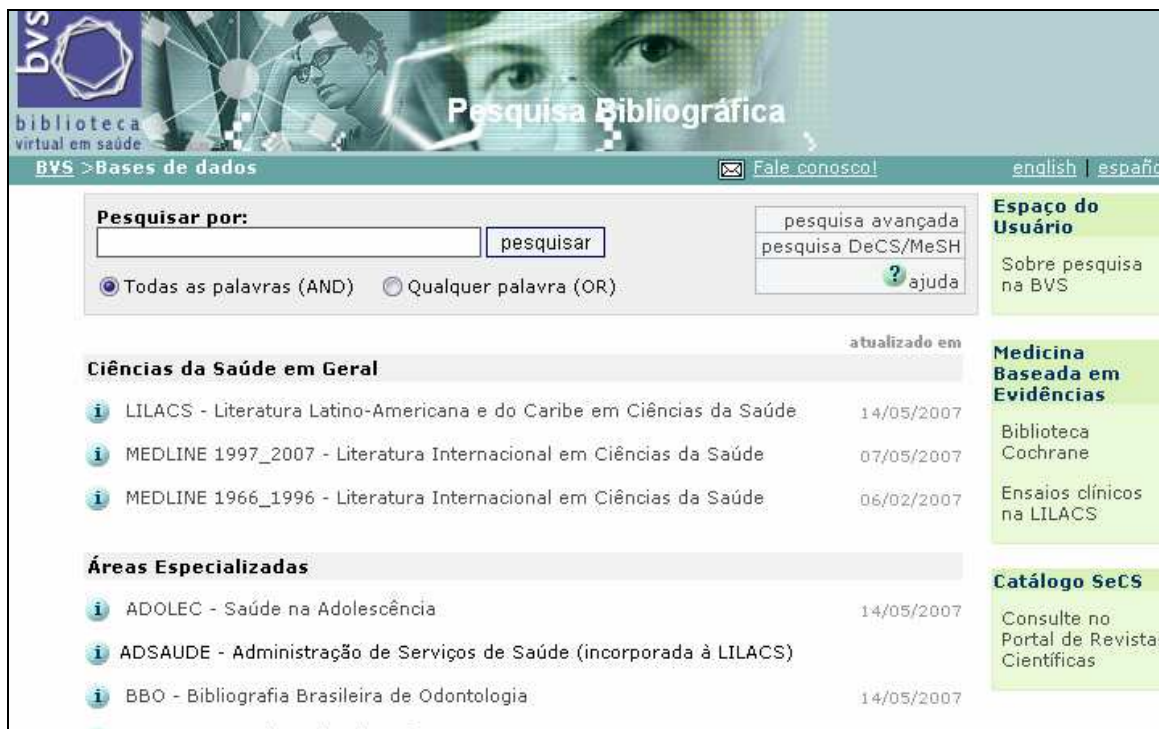 bvs
biblioteca
virtual em saúde
Pesquisa Bibliográfica
BVS >Bases de dados
Fale conosco!
english | españo
Pesquisar por:
pesquisar
Todas as palavras (AND) Qualquer palavra (OR)
pesquisa avançada
pesquisa DeCS/MeSH
? ajuda
atualizado em
Ciências da Saúde em Geral
i LILACS - Literatura Latino-Americana e do Caribe em Ciências da Saúde 14/05/2007
i MEDLINE 1997_2007 - Literatura Internacional em Ciências da Saúde 07/05/2007
i MEDLINE 1966_1996 - Literatura Internacional em Ciências da Saúde 06/02/2007
Áreas Especializadas
i ADOLEC - Saúde na Adolescência 14/05/2007
i ADSAUDE - Administração de Serviços de Saúde (incorporada à LILACS)
i BBO - Bibliografia Brasileira de Odontologia 14/05/2007
Espaço do
Usuário
Sobre pesquisa
na BVS
Medicina
Baseada em
Evidências
Biblioteca
Cochrane
Ensaios clínicos
na LILACS
Catálogo SeCS
Consulte no
Portal de Revista
Científicas